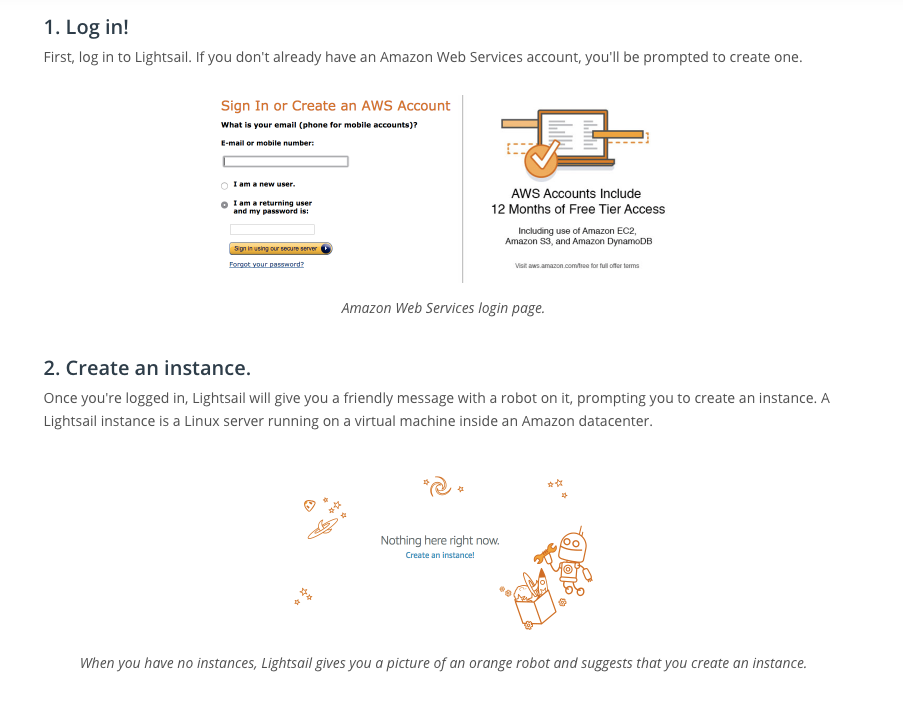 1. Log in!
First, log in to Lightsail. If you don't already have an Amazon Web Services account, you'll be prompted to create one.
Sign In or Create an AWS Account
What is your email (phone for mobile accounts)?
E-mail or mobile number:
I am a new user.
I am a returning user
and my password is:
Sign in using our secure server
Forgot your password?
AWS Accounts Include
12 Months of Free Tier Access
Including use of Amazon EC2,
Amazon S3, and Amazon DynamoDB
Visit aws.amazon.com/free for full offer terms
Amazon Web Services login page.
2. Create an instance.
Once you're logged in, Lightsail will give you a friendly message with a robot on it, prompting you to create an instance. A
Lightsail instance is a Linux server running on a virtual machine inside an Amazon datacenter.
Nothing here right now.
Create an instance!
When you have no instances, Lightsail gives you a picture of an orange robot and suggests that you create an instance.